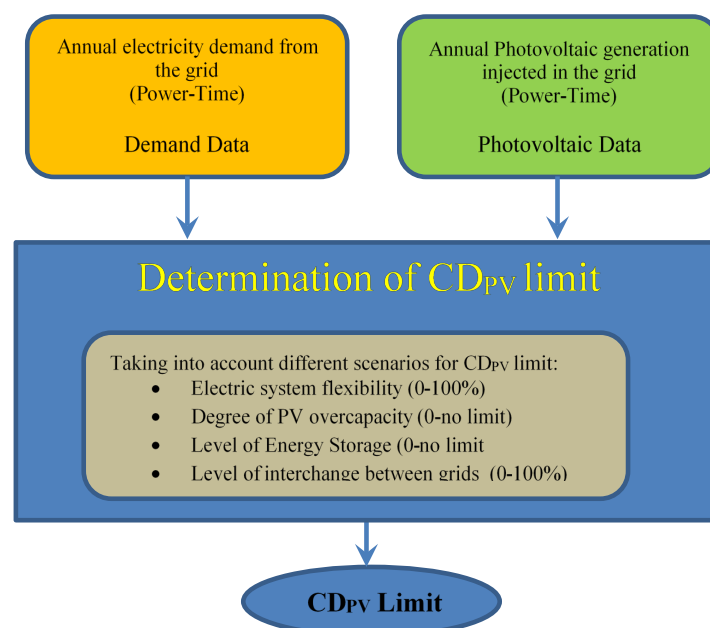 Annual electricity demand from
the grid
(Power-Time)
Demand Data
Annual Photovoltaic generation
injected in the grid
(Power-Time)
Photovoltaic Data
Determination of CDPV limit
Taking into account different scenarios for CDPV limit:
• Electric system flexibility (0-100%)
• Degree of PV overcapacity (0-no limit)
• Level of Energy Storage (0-no limit
• Level of interchange between grids (0-100%)
CDPV Limit